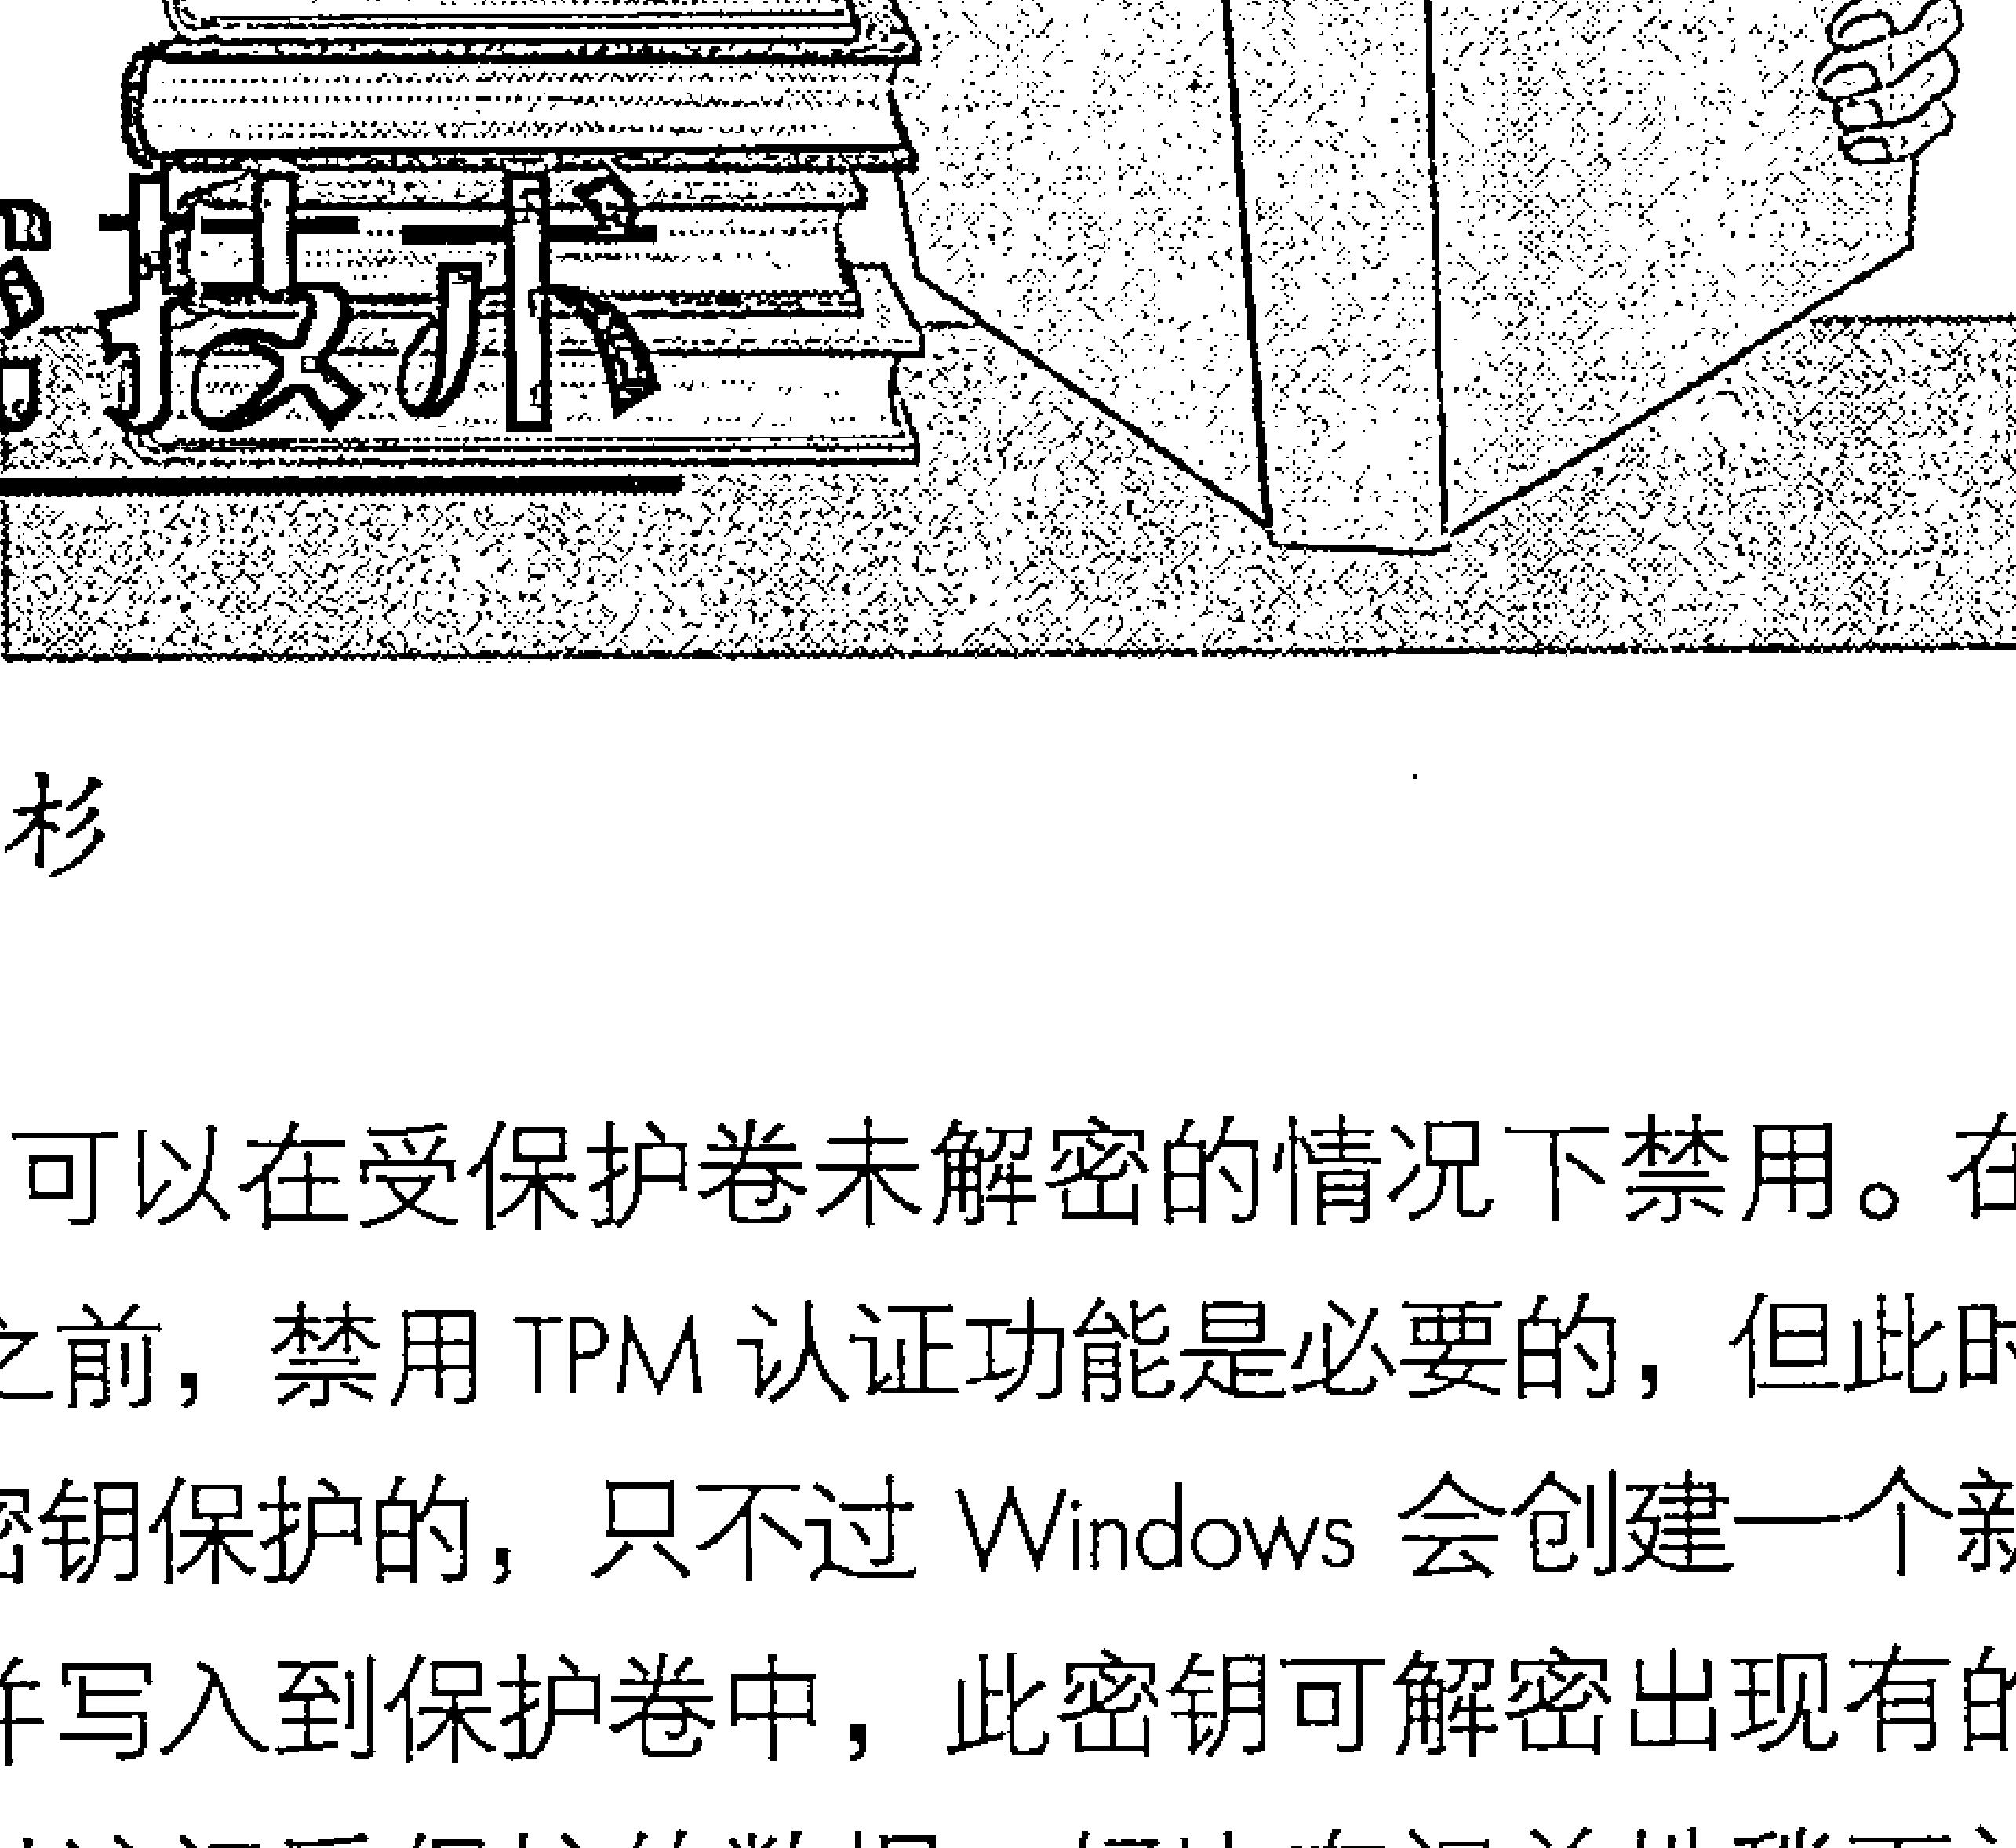 技术
杉
可以在受保护卷未解密的情况下禁用。在
之前，禁用 TPM 认证功能是必要的，但此时
密钥保护的，只不过 Windows 会创建一个新
并写入到保护卷中，此密钥可解密出现有的